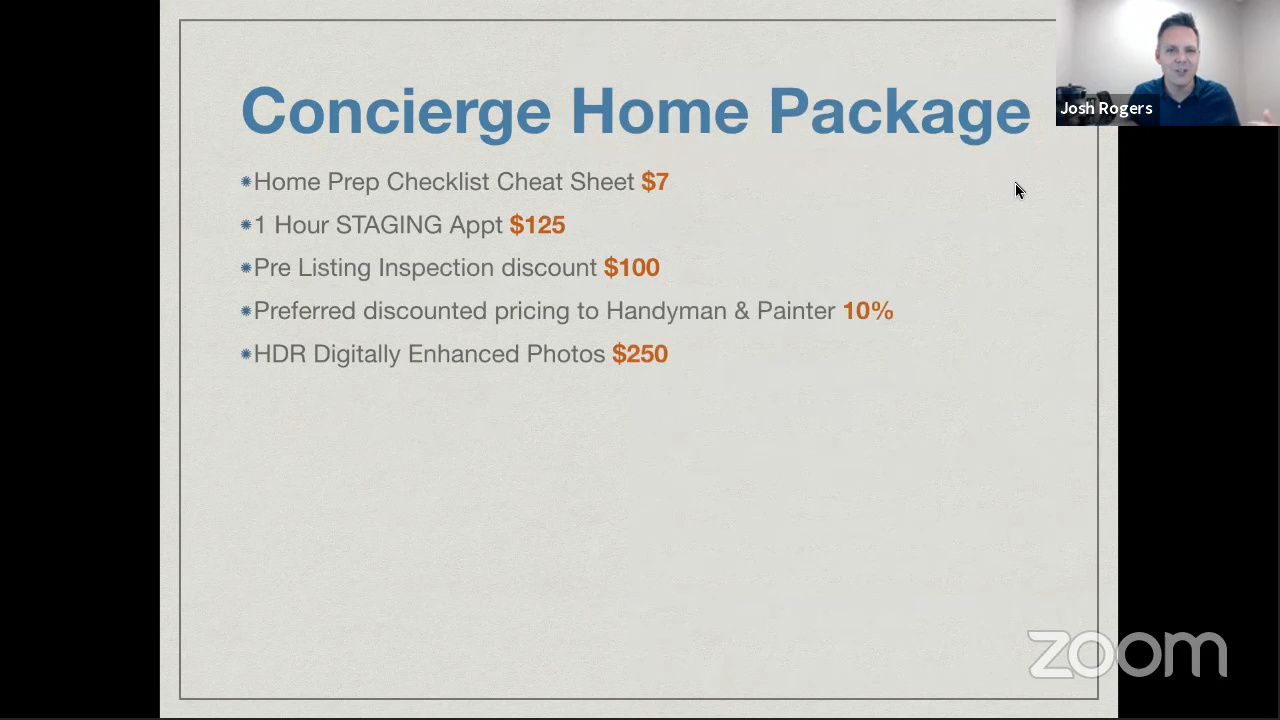 Concierge Home Package
Josh Rogers
Home Prep Checklist Cheat Sheet $7
1 Hour STAGING Appt $125
Pre Listing Inspection discount $100
Preferred discounted pricing to Handyman & Painter 10%
HDR Digitally Enhanced Photos $250
zoom